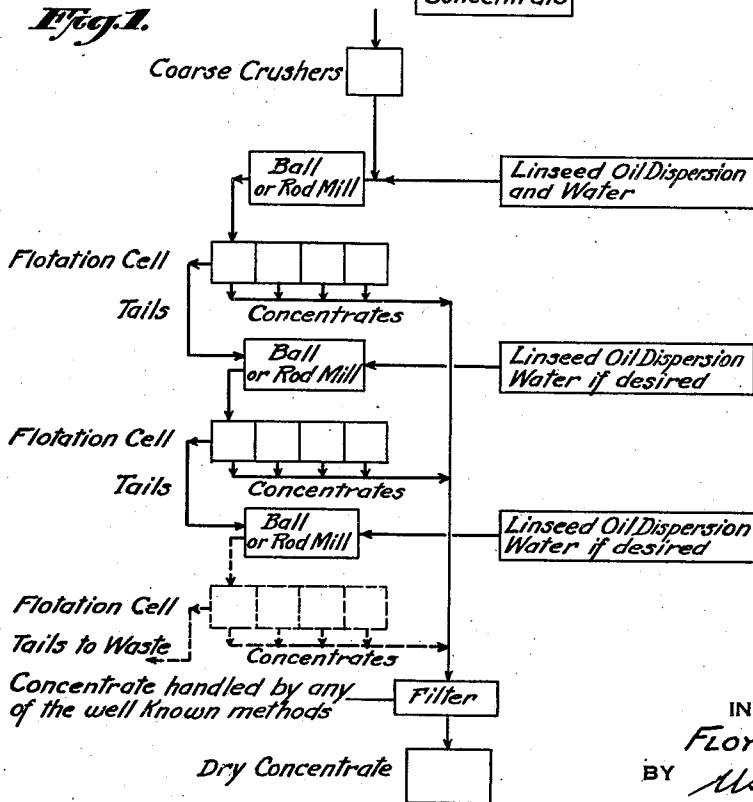 Fig.1.
Coarse Crushers
Ball
or Rod Mill
Linseed Oil Dispersion
and Water
Flotation Cell
Tails
Concentrates
Ball
or Rod Mill
Linseed Oil Dispersion
Water if desired
Flotation Cell
Tails
Concentrates
Ball
or Rod Mill
Linseed Oil Dispersion
Water if desired
Flotation Cell
Tails to Waste
Concentrates
Concentrate handled by any
of the well Known methods
Filter
Dry Concentrate
IN
FLOY
BY